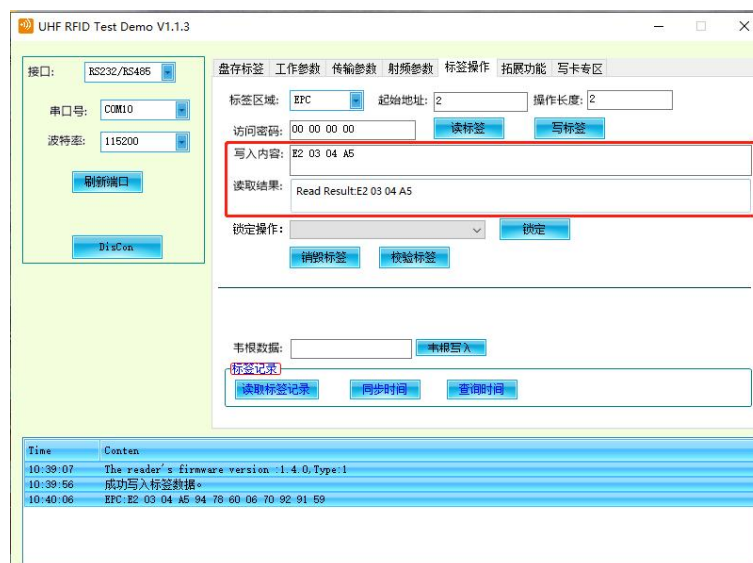 UHF RFID Test Demo V1.1.3
接口: RS232/RS485
串口号: COM10
波特率: 115200
刷新端口
DisCon
盘存标签 工作参数 传输参数 射频参数 标签操作 拓展功能 写卡专区
标签区域: EPC 起始地址: 2 操作长度: 2
访问密码: 00 00 00 00 读标签 写标签
写入内容: E2 03 04 A5
读取结果: Read Result:E2 03 04 A5
锁定操作: 锁定
销毁标签 校验标签
韦根数据: 韦根写入
标签记录
读取标签记录 同步时间 查询时间
Time Conten
10:39:07 The reader's firmware version :1.4.0,Type:1
10:39:56 成功写入标签数据。
10:40:06 EPC:E2 03 04 A5 94 78 60 06 70 92 91 59